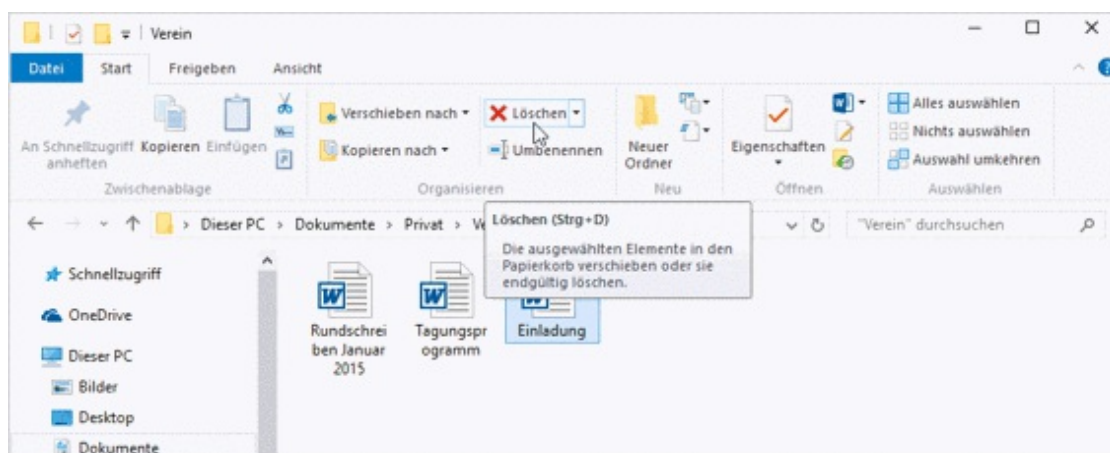 Verein
Datei Start Freigeben Ansicht
An Schnellzugriff anheften
Kopieren
Einfügen
Zwischenablage
Verschieben nach
Kopieren nach
Löschen
Umbenennen
Organisieren
Neuer
Ordner
Neu
Eigenschaften
Öffnen
Alles auswählen
Nichts auswählen
Auswahl umkehren
Auswählen
Dieser PC > Dokumente > Privat >
"Verein" durchsuchen
Löschen (Strg+D)
Die ausgewählten Elemente in den
Papierkorb verschieben oder sie
endgültig löschen.
Schnellzugriff
OneDrive
Dieser PC
Bilder
Desktop
Dokumente
Rundschrei
ben Januar
2015
Tagungspr
ogramm
Einladung